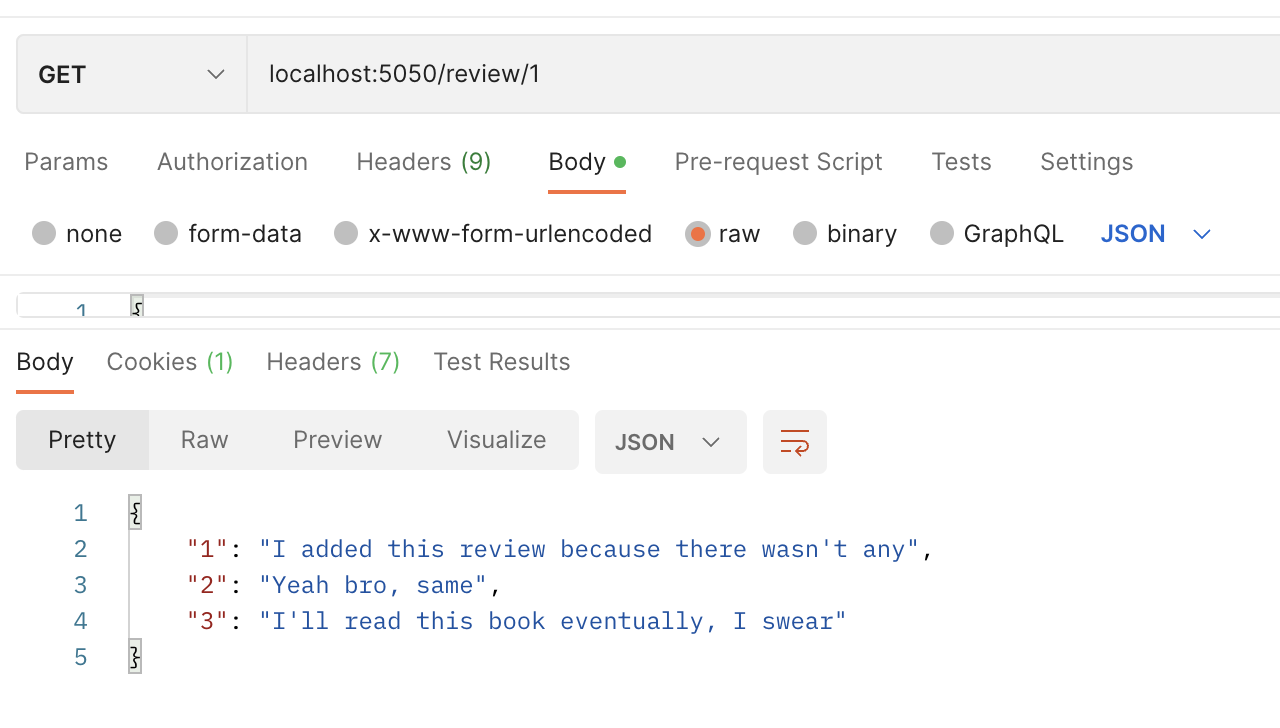 GET localhost:5050/review/1
Params Authorization Headers (9) Body Pre-request Script Tests Settings
none form-data x-www-form-urlencoded raw binary GraphQL JSON
1 {
Body Cookies (1) Headers (7) Test Results
Pretty Raw Preview Visualize JSON
1 {
2 "1": "I added this review because there wasn't any",
3 "2": "Yeah bro, same",
4 "3": "I'll read this book eventually, I swear"
5 }